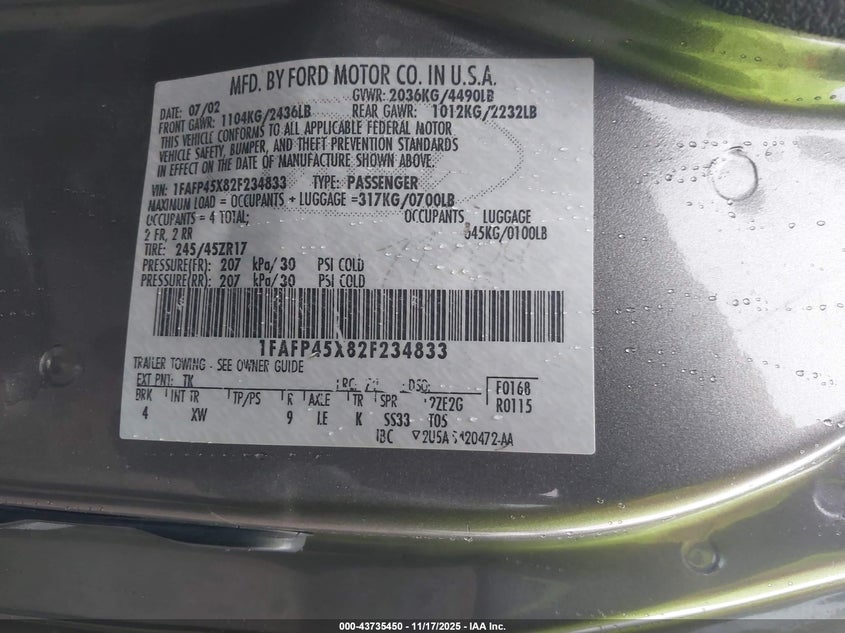 MFD. BY FORD MOTOR CO. IN U.S.A.
DATE: 07/02 GVWR: 2036KG/4490LB
FRONT GAWR: 1104KG/2436LB REAR GAWR: 1012KG/2232LB
THIS VEHICLE CONFORMS TO ALL APPLICABLE FEDERAL MOTOR
VEHICLE SAFETY, BUMPER, AND THEFT PREVENTION STANDARDS
IN EFFECT ON THE DATE OF MANUFACTURE SHOWN ABOVE.
VIN: 1FAFP45X82F234833 TYPE: PASSENGER
MAXIMUM LOAD = OCCUPANTS + LUGGAGE =317KG/0700LB
OCCUPANTS = 4 TOTAL; OCCUPANTS LUGGAGE
2 FR, 2 RR 045KG/0100LB
TIRE: 245/45ZR17
PRESSURE(FR): 207 kPa/30 PSI COLD
PRESSURE(RR): 207 kPa/30 PSI COLD
1FAFP45X82F234833
TRAILER TOWING - SEE OWNER GUIDE
EXT PNT: TK DSO: F0168
BRK INT TR TP/PS R AXLE TR SPR R0115
4 XW 9 LE K SS33 T05
000-43735450 - 11/17/2025 - IAA Inc.